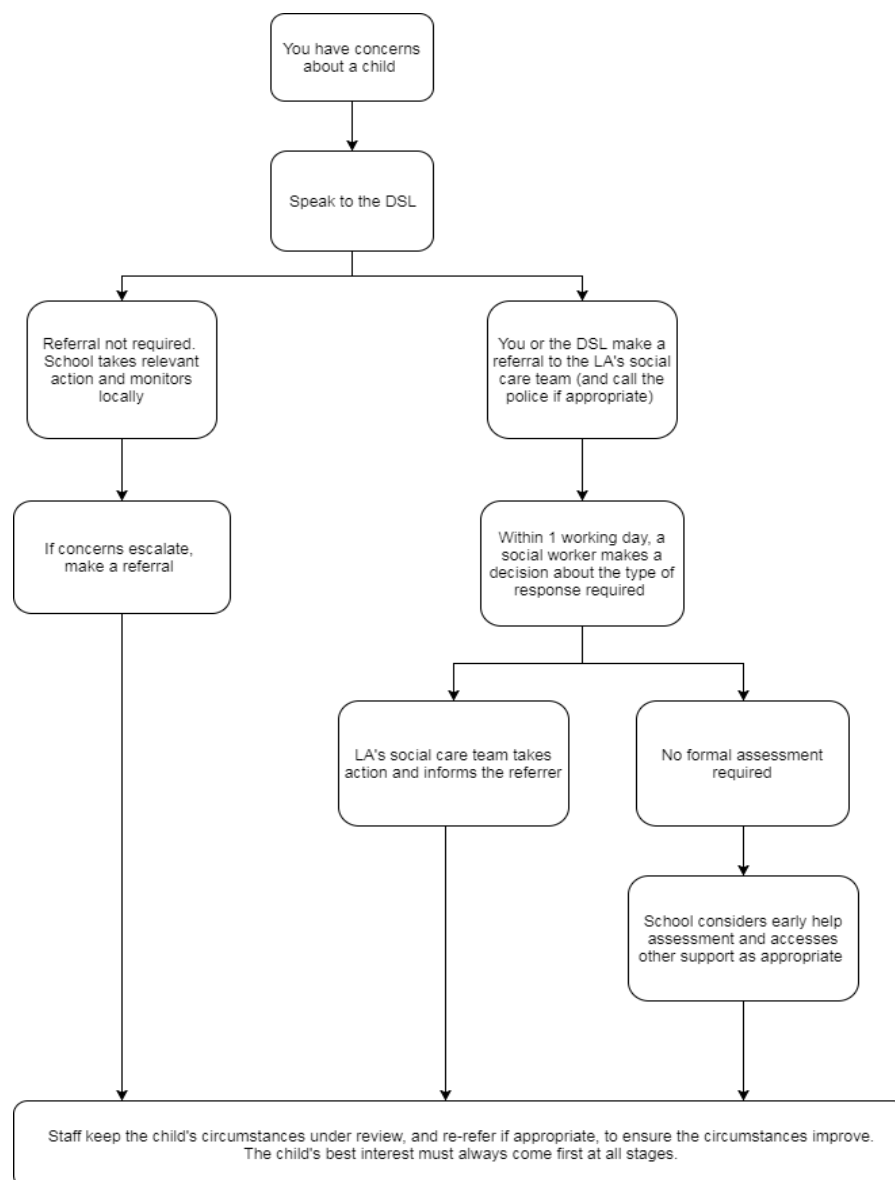 You have concerns
about a child
Speak to the DSL
Referral not required.
School takes relevant
action and monitors
locally
You or the DSL make a
referral to the LA's social
care team (and call the
police if appropriate)
If concerns escalate,
make a referral
Within 1 working day, a
social worker makes a
decision about the type of
response required
LA's social care team takes
action and informs the referrer
No formal assessment
required
School considers early help
assessment and accesses
other support as appropriate
Staff keep the child's circumstances under review, and re-refer if appropriate, to ensure the circumstances improve.
The child's best interest must always come first at all stages.